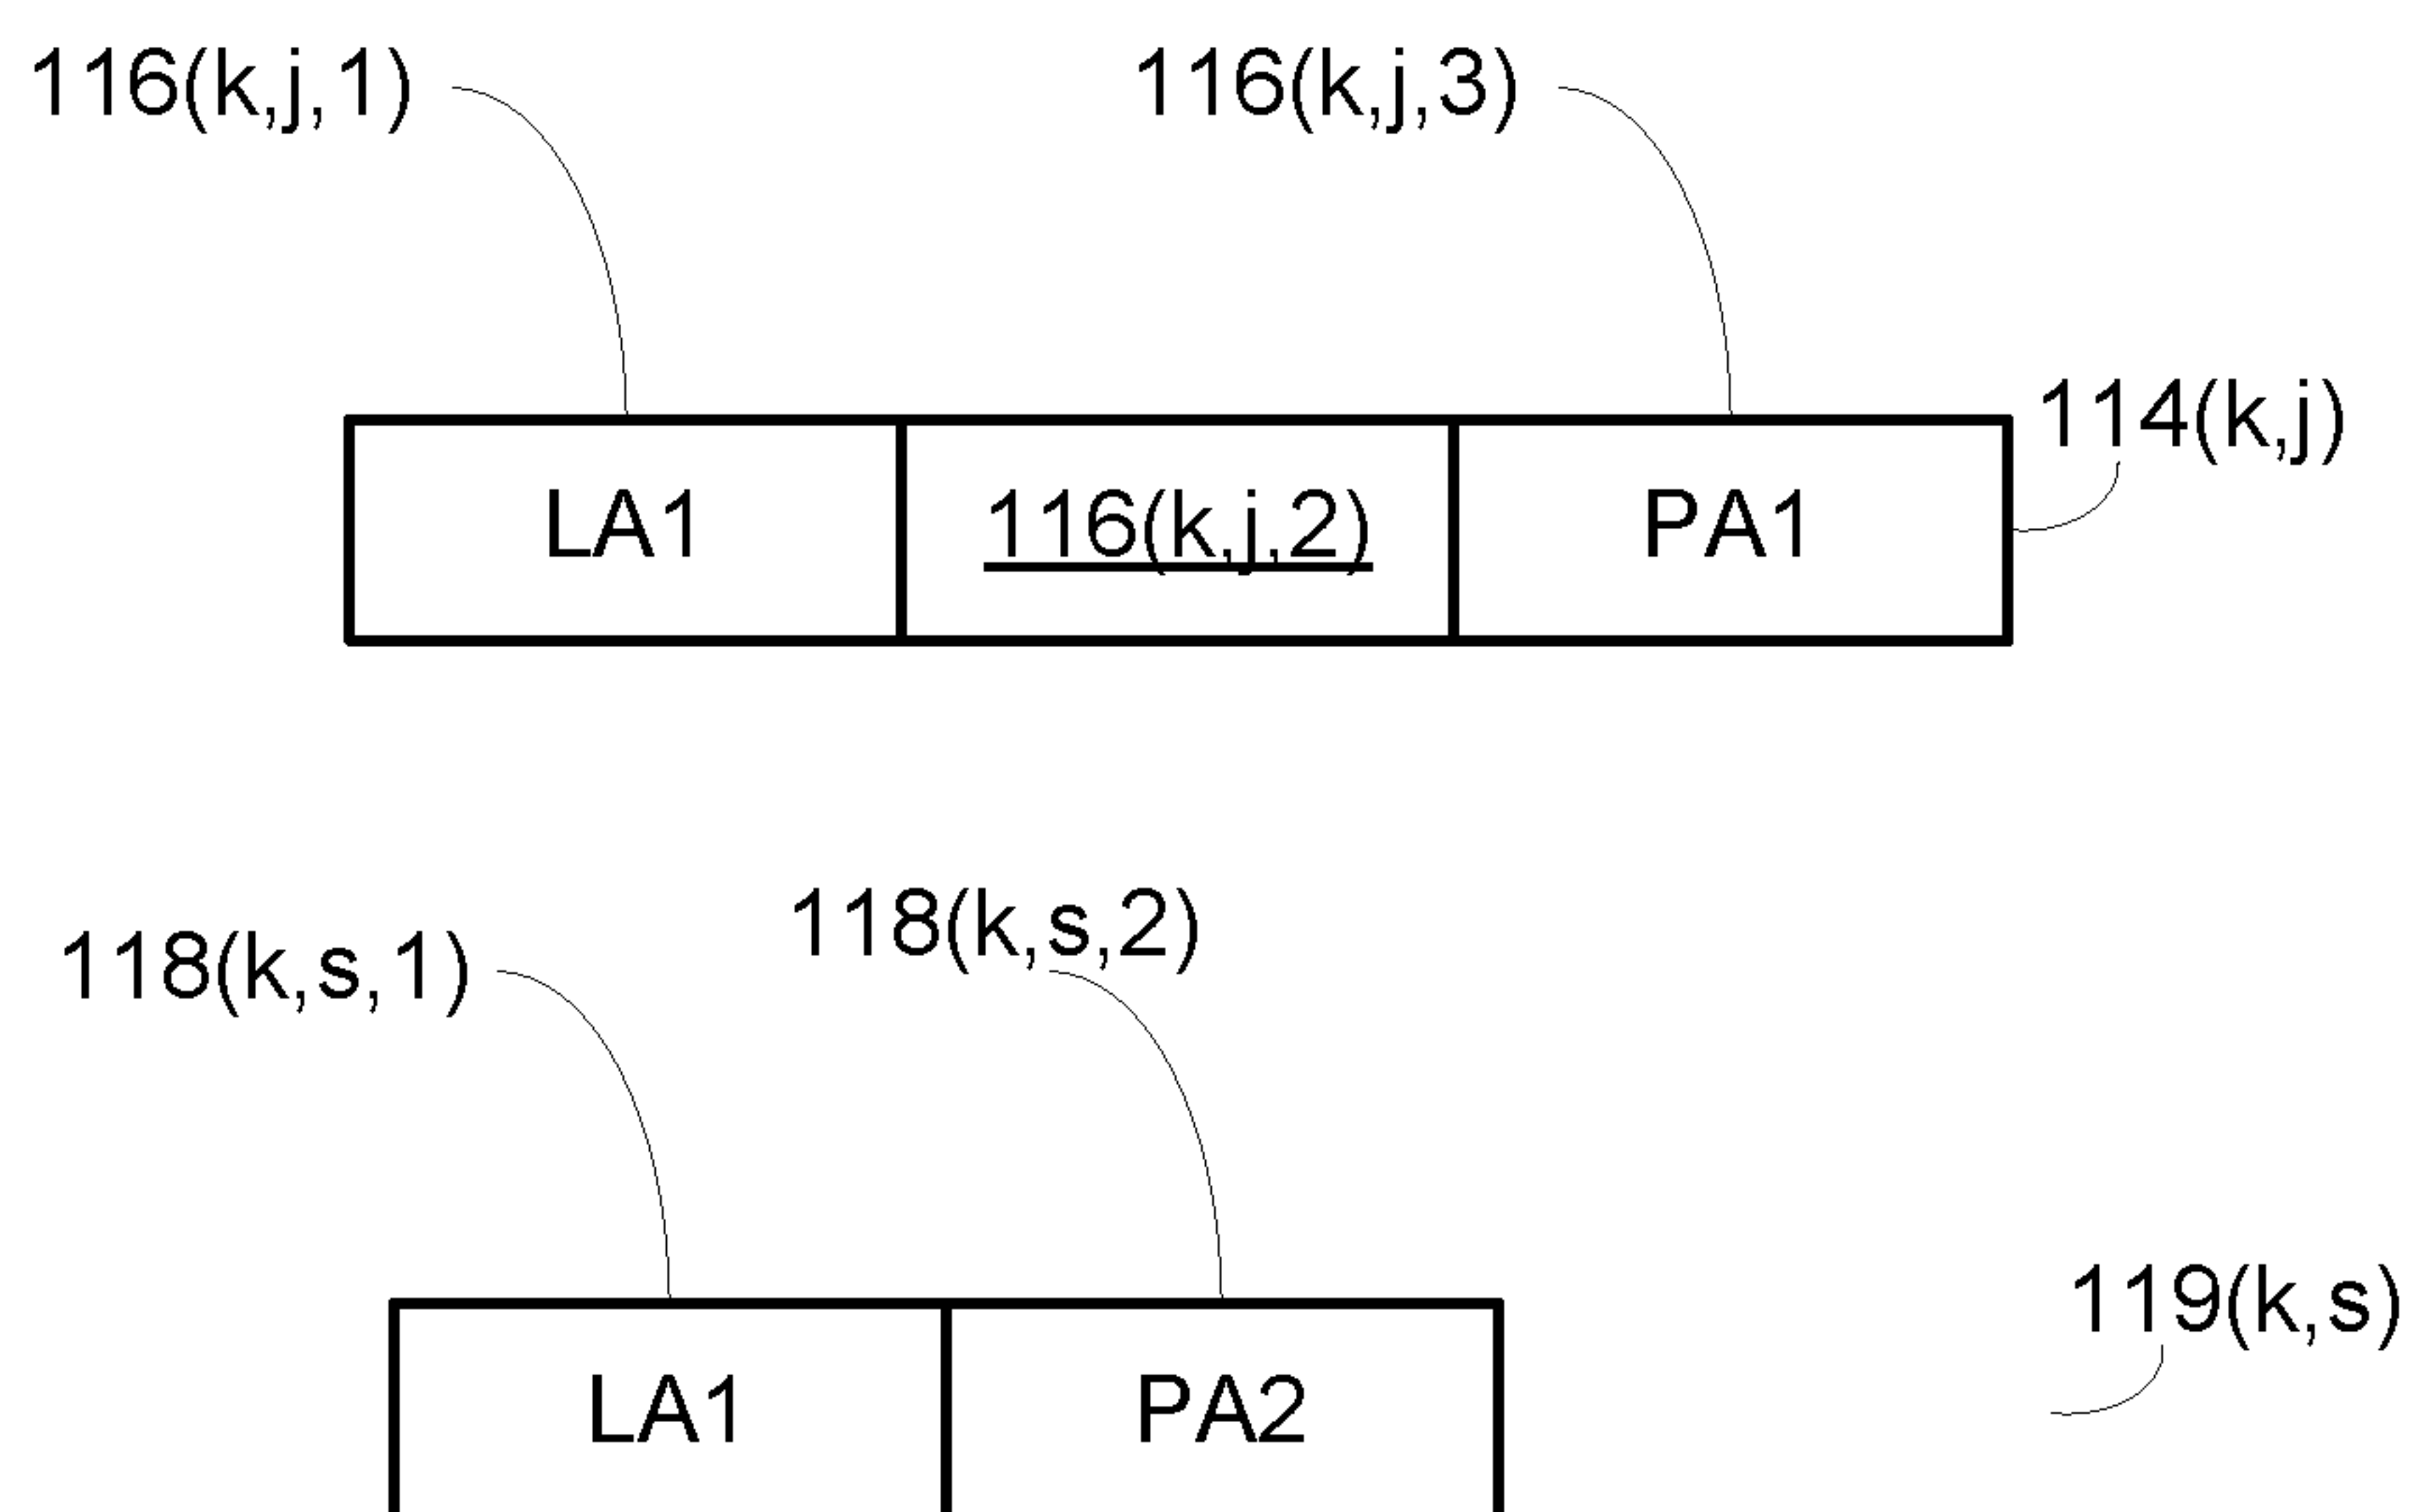 116(k,j,1)
116(k,j,3)
114(k,j)
LA1
116(k,j,2)
PA1
118(k,s,2)
118(k,s,1)
119(k,s)
LA1
PA2